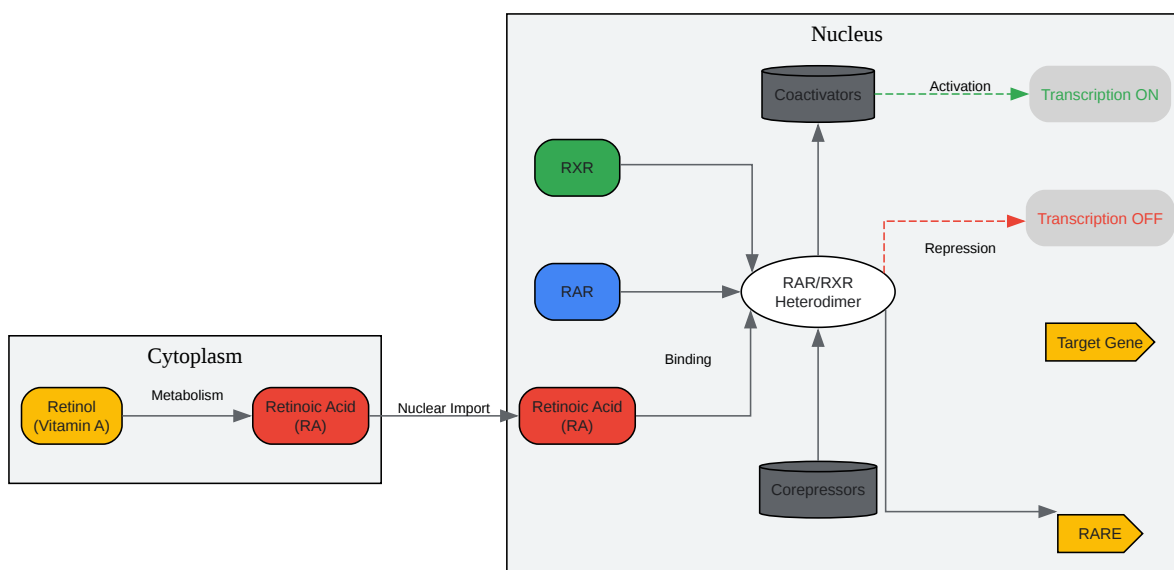 Nucleus
Coactivators
Activation
Transcription ON
RXR
Transcription OFF
Repression
RAR
RAR/RXR
Heterodimer
Target Gene
Cytoplasm
Binding
Metabolism
Retinol
(Vitamin A)
Retinoic Acid
(RA)
Nuclear Import
Retinoic Acid
(RA)
Corepressors
RARE